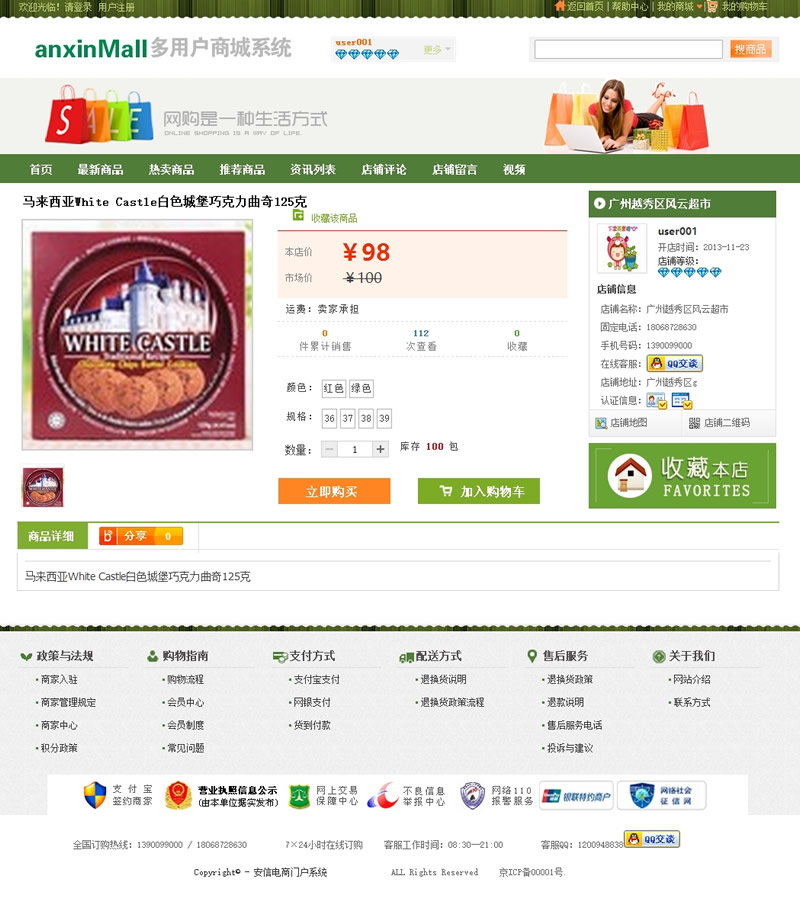 欢迎光临！请登录 用户注册
返回首页 | 帮助中心 | 我的商城 | 我的购物车
anxinMall多用户商城系统
user001
更多
搜商品
SALE
网购是一种生活方式
ONLINE SHOPPING IS A WAY OF LIFE.
首页 最新商品 热卖商品 推荐商品 资讯列表 店铺评论 店铺留言 视频
马来西亚White Castle白色城堡巧克力曲奇125克
收藏该商品
WHITE CASTLE
Traditional Recipe
Chocolate Chips Butter Cookies
本店价 ￥98
市场价 ￥100
运费：卖家承担
0 112 0
件累计销售 次查看 收藏
颜色： 红色 绿色
规格： 36 37 38 39
数量： － 1 + 库存 100 包
立即购买 加入购物车
广州越秀区风云超市
user001
开店时间：2013-11-23
店铺等级：
店铺信息
店铺名称：广州越秀区风云超市
固定电话：18068728630
手机号码：1390099000
在线客服： QQ交谈
店铺地址：广州越秀区g
认证信息：
店铺地图 店铺二维码
收藏本店
FAVORITES
商品详细 分享 0
马来西亚White Castle白色城堡巧克力曲奇125克
政策与法规 购物指南 支付方式 配送方式 售后服务 关于我们
商家入驻 购物流程 支付宝支付 退换货说明 退换货政策 网站介绍
商家管理规定 会员中心 网银支付 退换货政策流程 退款说明 联系方式
商家中心 会员制度 货到付款 售后服务电话
积分政策 常见问题 投诉与建议
支付宝 营业执照信息公示 网上交易 不良信息 网络110 银联特约商户 网络社会
签约商家 (由本单位据实发布) 保障中心 举报中心 报警服务 征信网
全国订购热线：1390099000 / 18068728630 7×24小时在线订购 客服工作时间：08:30—21:00 客服QQ：1200948838 QQ交谈
Copyright© - 安信电商门户系统 ALL Rights Reserved 京ICP备00001号.